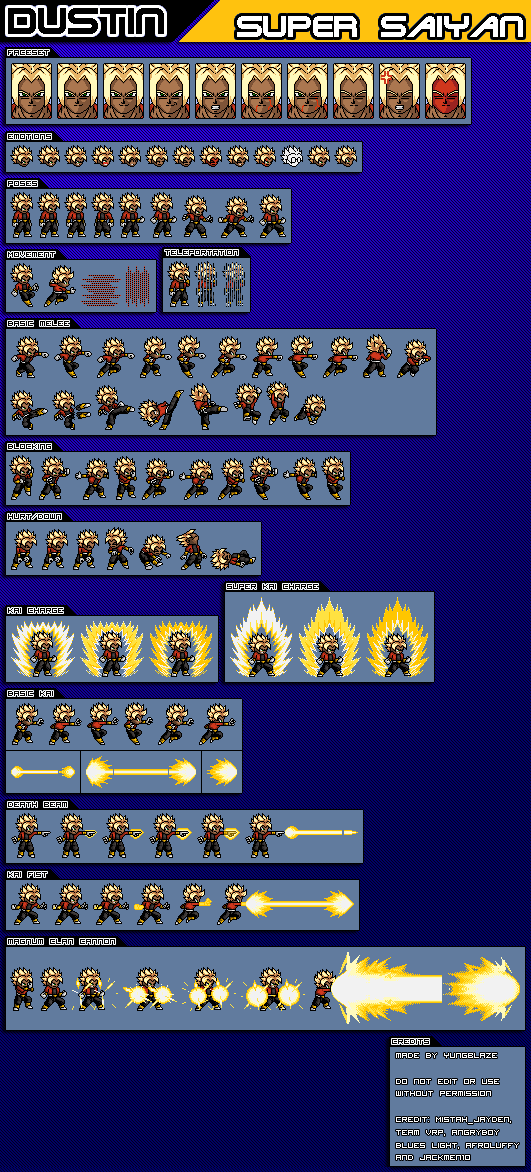 DUSTIN
SUPER SAIYAN
FACESET
EMOTIONS
POSES
MOVEMENT
TELEPORTATION
BASIC MELEE
BLOCKING
HURT/DOWN
KAI CHARGE
SUPER KAI CHARGE
BASIC KAI
DEATH BEAM
KAI FIST
MAGNUM CLAN CANNON
CREDITS
MADE BY YUNGBLAZE
DO NOT EDIT OR USE
WITHOUT PERMISSION
CREDIT: MISTAH_JAYDEN,
TEAM VRP, ANGRYBOY
BLUES LIGHT, AFROLUFFY
AND JACKMEN10